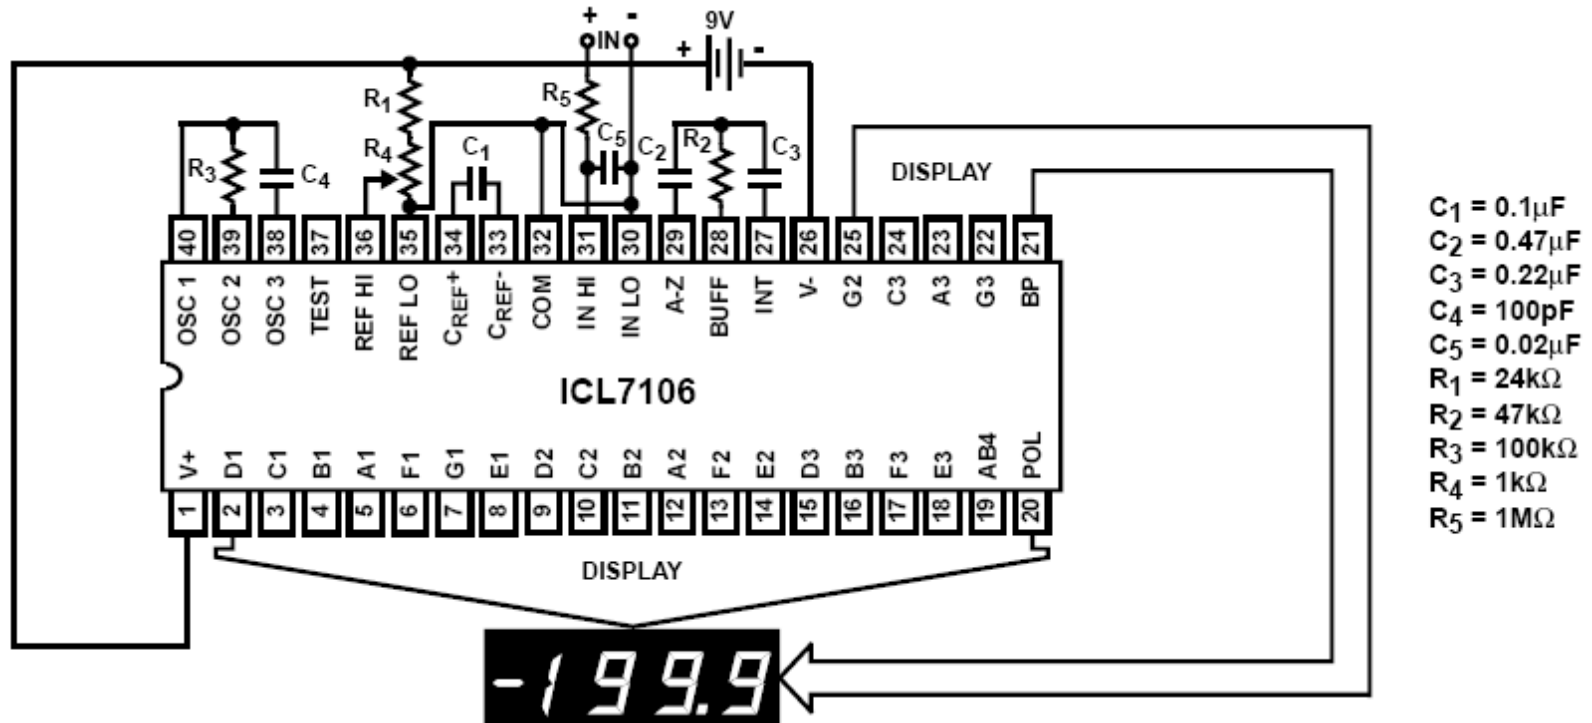 + -
IN
9V
+ -
R1
R5
R4
C1
C5
C2
R2
C3
R3
C4
DISPLAY
40 39 38 37 36 35 34 33 32 31 30 29 28 27 26 25 24 23 22 21
OSC 1
OSC 2
OSC 3
TEST
REF HI
REF LO
CREF+
CREF-
COM
IN HI
IN LO
A-Z
BUFF
INT
V-
G2
C3
A3
G3
BP
ICL7106
V+
D1
C1
B1
A1
F1
G1
E1
D2
C2
B2
A2
F2
E2
D3
B3
F3
E3
AB4
POL
1 2 3 4 5 6 7 8 9 10 11 12 13 14 15 16 17 18 19 20
DISPLAY
-199.9
C1 = 0.1µF
C2 = 0.47µF
C3 = 0.22µF
C4 = 100pF
C5 = 0.02µF
R1 = 24kΩ
R2 = 47kΩ
R3 = 100kΩ
R4 = 1kΩ
R5 = 1MΩ